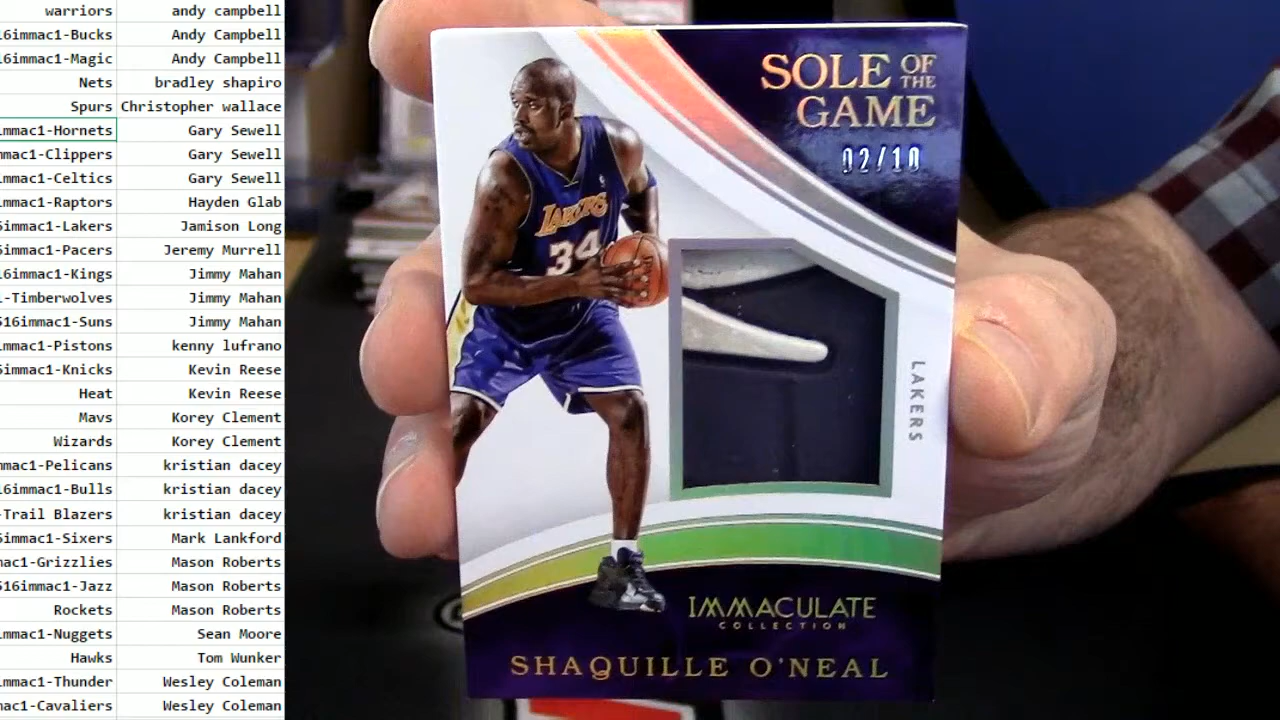 warriors andy campbell
16immac1-Bucks Andy Campbell
16immac1-Magic Andy Campbell
Nets bradley shapiro
Spurs Christopher wallace
immac1-Hornets Gary Sewell
mac1-Clippers Gary Sewell
mmac1-Celtics Gary Sewell
mmac1-Raptors Hayden Glab
6immac1-Lakers Jamison Long
6immac1-Pacers Jeremy Murrell
16immac1-Kings Jimmy Mahan
1-Timberwolves Jimmy Mahan
516immac1-Suns Jimmy Mahan
mmac1-Pistons kenny lufrano
6immac1-Knicks Kevin Reese
Heat Kevin Reese
Mavs Korey Clement
Wizards Korey Clement
mac1-Pelicans kristian dacey
16immac1-Bulls kristian dacey
-Trail Blazers kristian dacey
6immac1-Sixers Mark Lankford
ac1-Grizzlies Mason Roberts
516immac1-Jazz Mason Roberts
Rockets Mason Roberts
immac1-Nuggets Sean Moore
Hawks Tom Wunker
immac1-Thunder Wesley Coleman
ac1-Cavaliers Wesley Coleman
SOLE OF THE
GAME
02/10
LAKERS
34
LAKERS
IMMACULATE
COLLECTION
SHAQUILLE O'NEAL